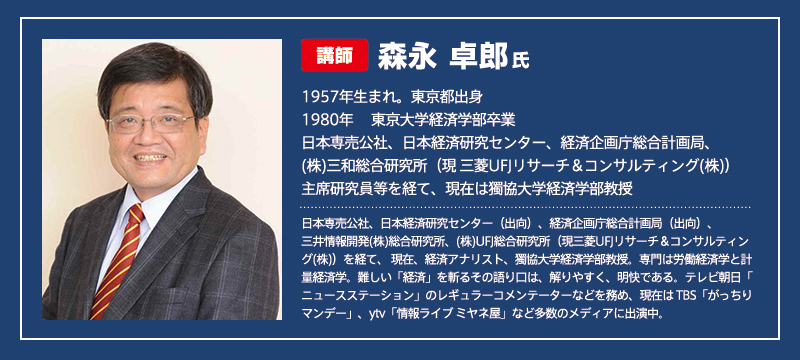 講師 森永 卓郎 氏
1957年生まれ。東京都出身
1980年　東京大学経済学部卒業
日本専売公社、日本経済研究センター、経済企画庁総合計画局、
(株)三和総合研究所（現 三菱UFJリサーチ＆コンサルティング(株)）
主席研究員等を経て、現在は獨協大学経済学部教授
日本専売公社、日本経済研究センター（出向）、経済企画庁総合計画局（出向）、
三井情報開発(株)総合研究所、(株)UFJ総合研究所（現三菱UFJリサーチ＆コンサルティン
グ(株)）を経て、 現在、経済アナリスト、獨協大学経済学部教授。専門は労働経済学と計
量経済学。難しい「経済」を斬るその語り口は、解りやすく、明快である。テレビ朝日「
ニュースステーション」のレギュラーコメンテーターなどを務め、現在は TBS「がっちり
マンデー」、ytv「情報ライブ ミヤネ屋」など多数のメディアに出演中。